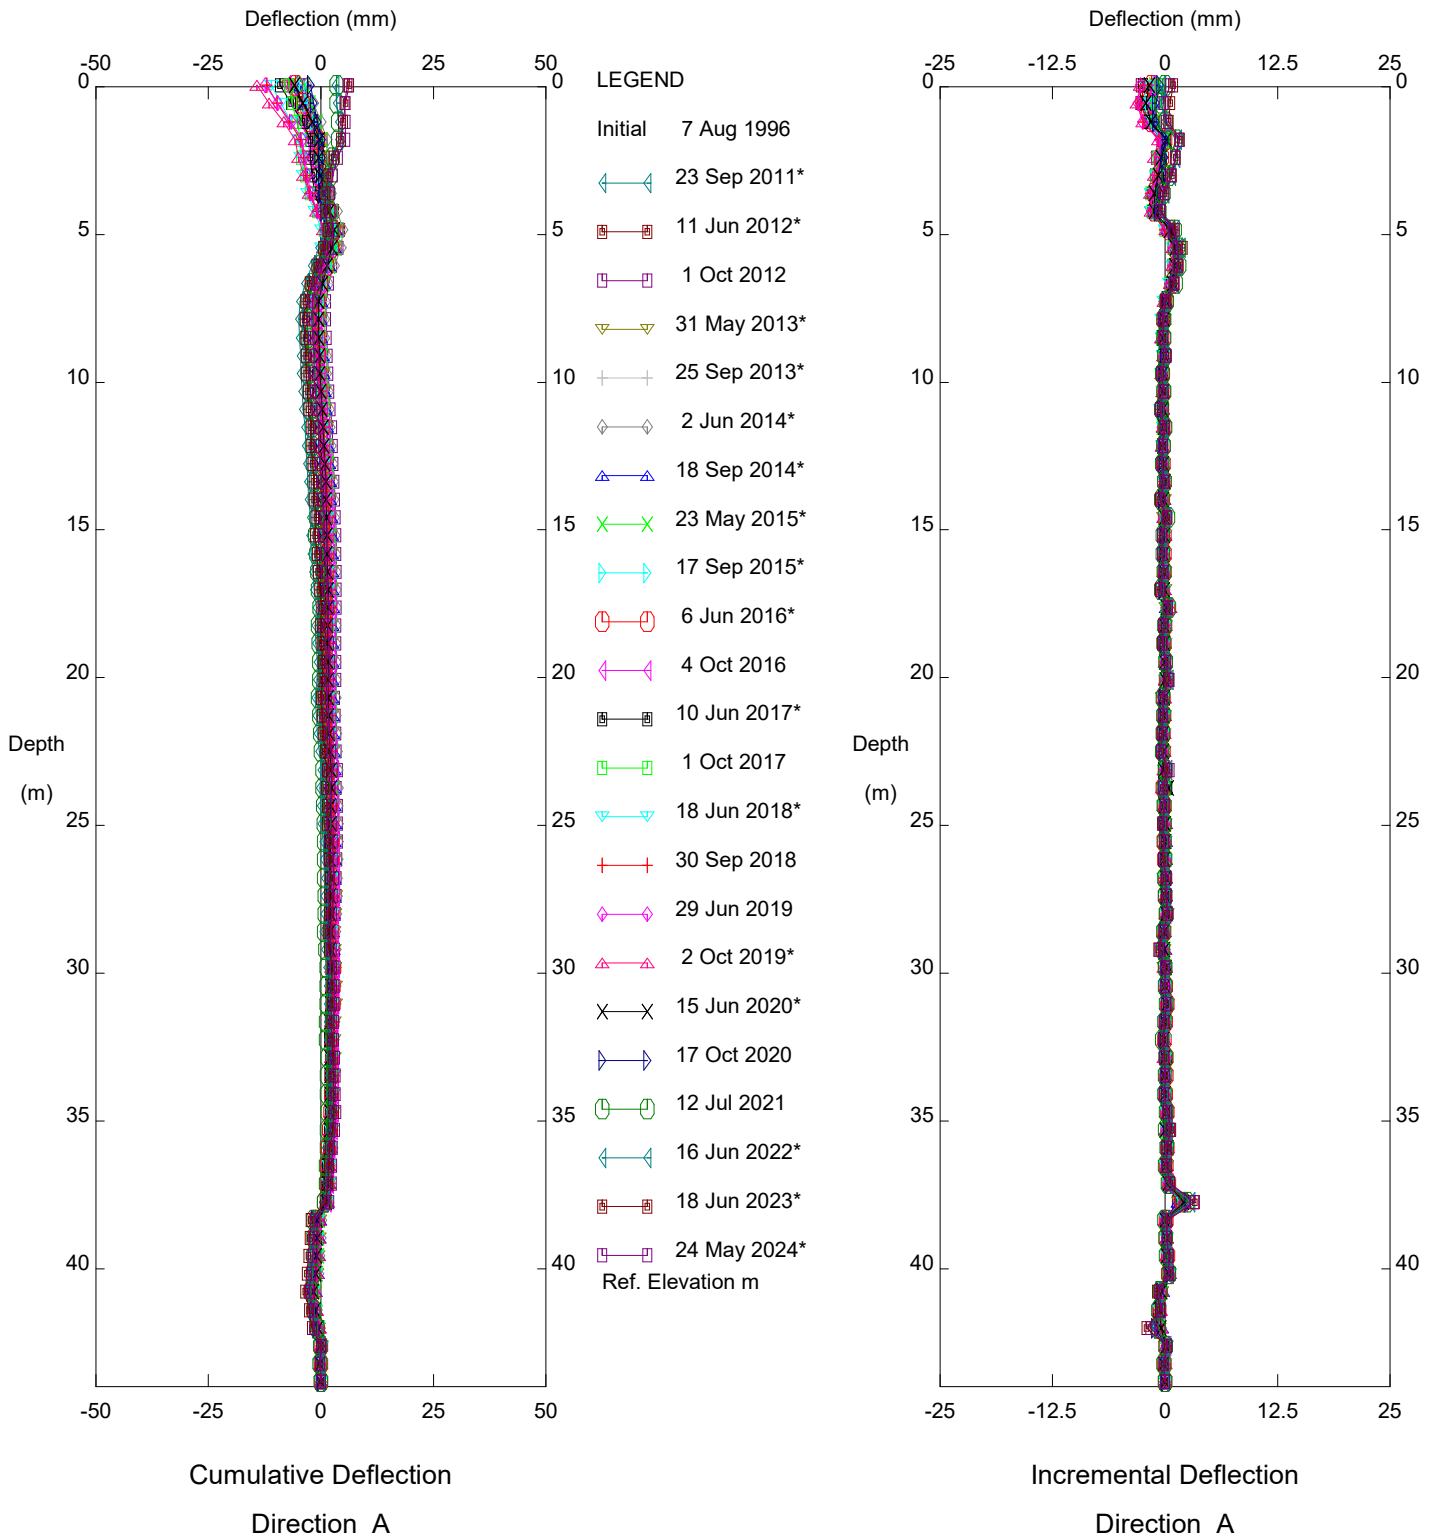 Deflection (mm)
-50 -25 0 25 50
0 0
5 5
10 10
15 15
20 20
Depth
(m)
25 25
30 30
35 35
40 40
-50 -25 0 25 50
Cumulative Deflection
Direction A
LEGEND
Initial 7 Aug 1996
23 Sep 2011*
11 Jun 2012*
1 Oct 2012
31 May 2013*
25 Sep 2013*
2 Jun 2014*
18 Sep 2014*
23 May 2015*
17 Sep 2015*
6 Jun 2016*
4 Oct 2016
10 Jun 2017*
1 Oct 2017
18 Jun 2018*
30 Sep 2018
29 Jun 2019
2 Oct 2019*
15 Jun 2020*
17 Oct 2020
12 Jul 2021
16 Jun 2022*
18 Jun 2023*
24 May 2024*
Ref. Elevation m
Deflection (mm)
-25 -12.5 0 12.5 25
0 0
5 5
10 10
15 15
20 20
Depth
(m)
25 25
30 30
35 35
40 40
-25 -12.5 0 12.5 25
Incremental Deflection
Direction A